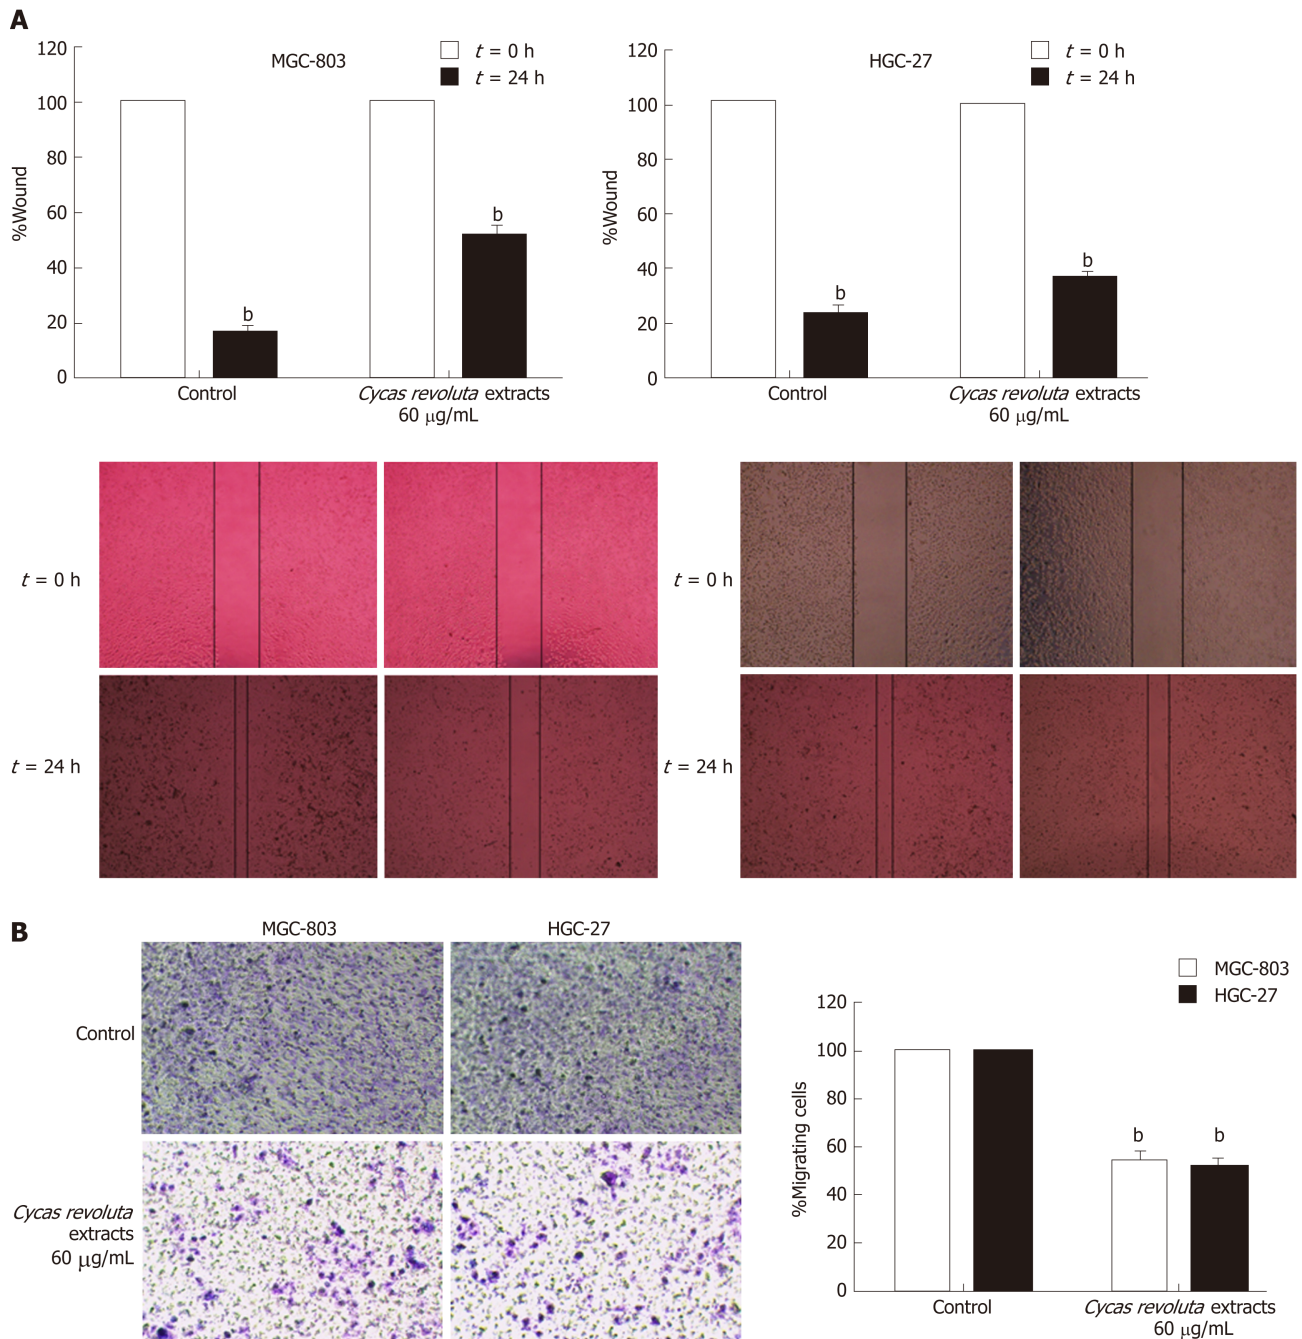 A
120
100
80
60
40
20
0
%Wound
MGC-803
t = 0 h
t = 24 h
b
b
Control
Cycas revoluta extracts
60 μg/mL
120
100
80
60
40
20
0
%Wound
HGC-27
t = 0 h
t = 24 h
b
b
Control
Cycas revoluta extracts
60 μg/mL
t = 0 h
t = 0 h
t = 24 h
t = 24 h
B
MGC-803
HGC-27
Control
Cycas revoluta
extracts
60 μg/mL
MGC-803
HGC-27
120
100
80
60
40
20
0
%Migrating cells
b
b
Control
Cycas revoluta extracts
60 μg/mL